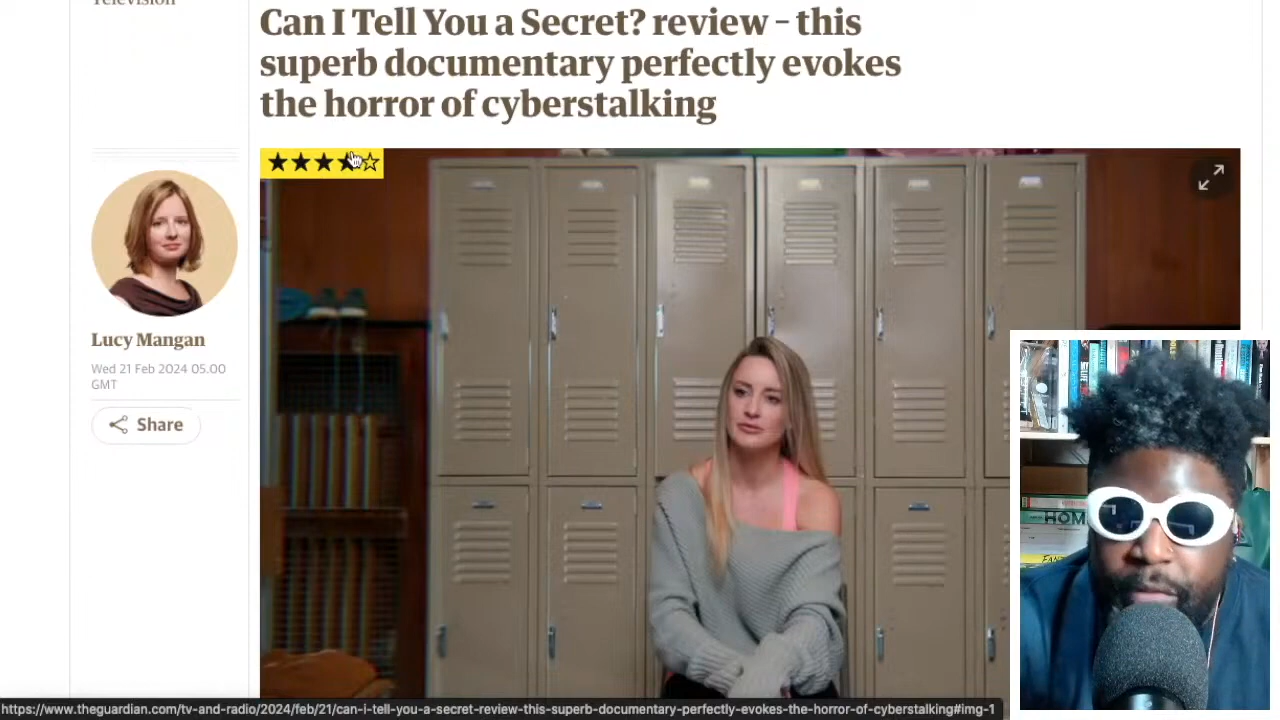 Television
Can I Tell You a Secret? review – this
superb documentary perfectly evokes
the horror of cyberstalking
Lucy Mangan
Wed 21 Feb 2024 05.00
GMT
Share
HOM
https://www.theguardian.com/tv-and-radio/2024/feb/21/can-i-tell-you-a-secret-review-this-superb-documentary-perfectly-evokes-the-horror-of-cyberstalking#img-1